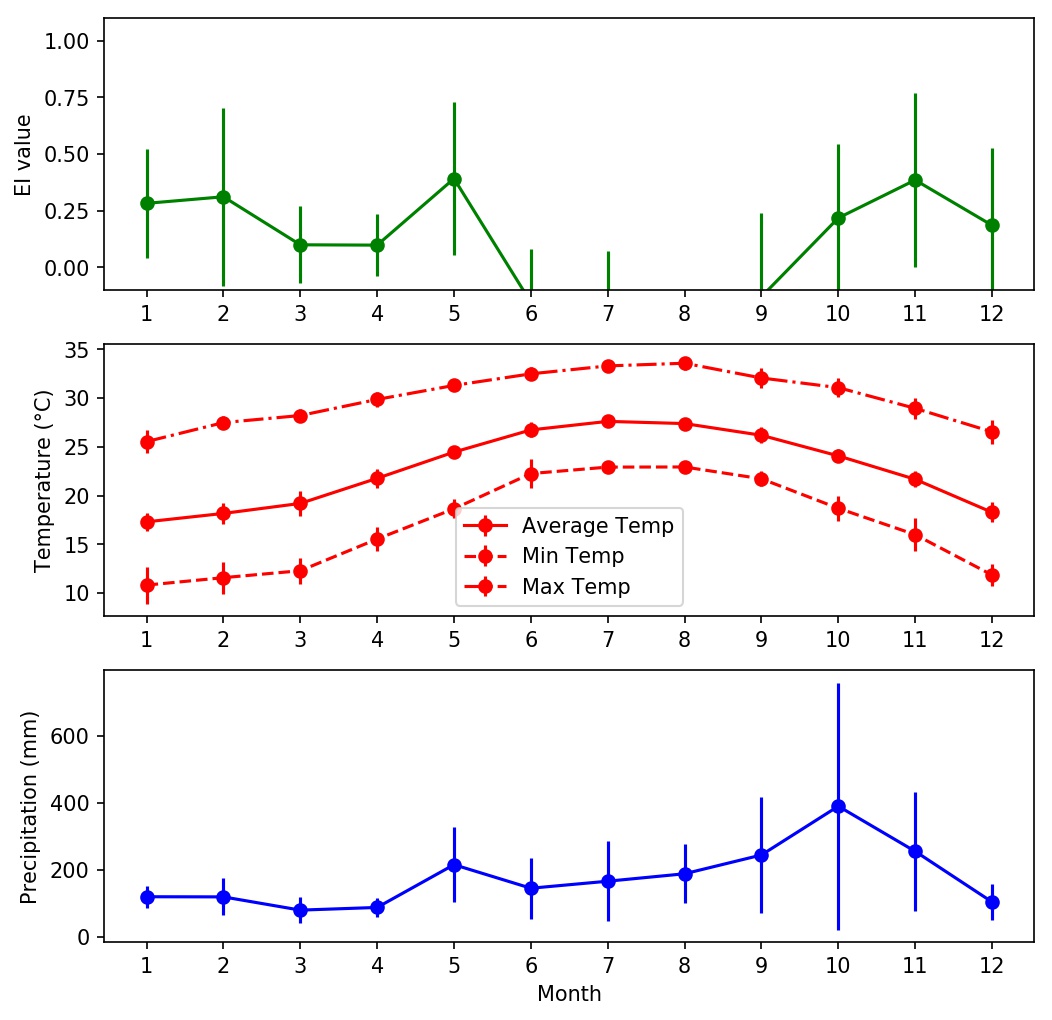 EI value
1.00
0.75
0.50
0.25
0.00
1 2 3 4 5 6 7 8 9 10 11 12
Temperature (°C)
35
30
25
20
15
10
Average Temp
Min Temp
Max Temp
1 2 3 4 5 6 7 8 9 10 11 12
Precipitation (mm)
600
400
200
0
1 2 3 4 5 6 7 8 9 10 11 12
Month